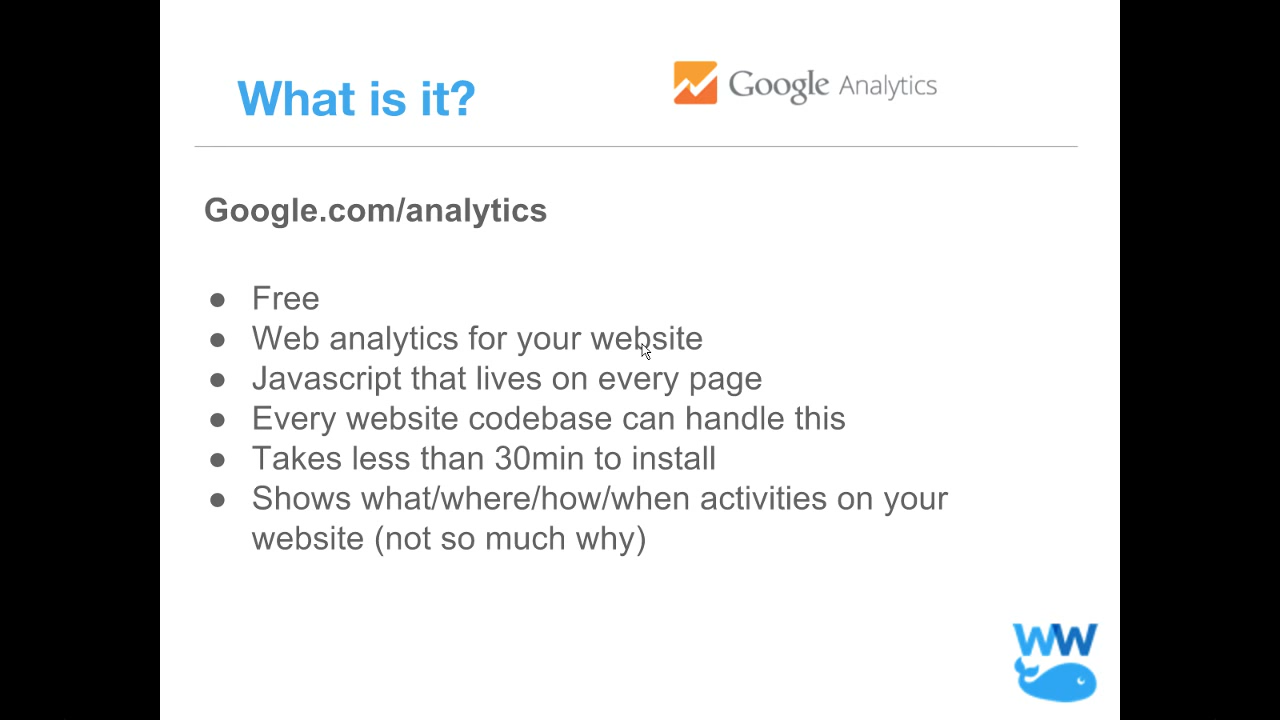 What is it?
Google Analytics
Google.com/analytics
● Free
● Web analytics for your website
● Javascript that lives on every page
● Every website codebase can handle this
● Takes less than 30min to install
● Shows what/where/how/when activities on your
website (not so much why)
WW